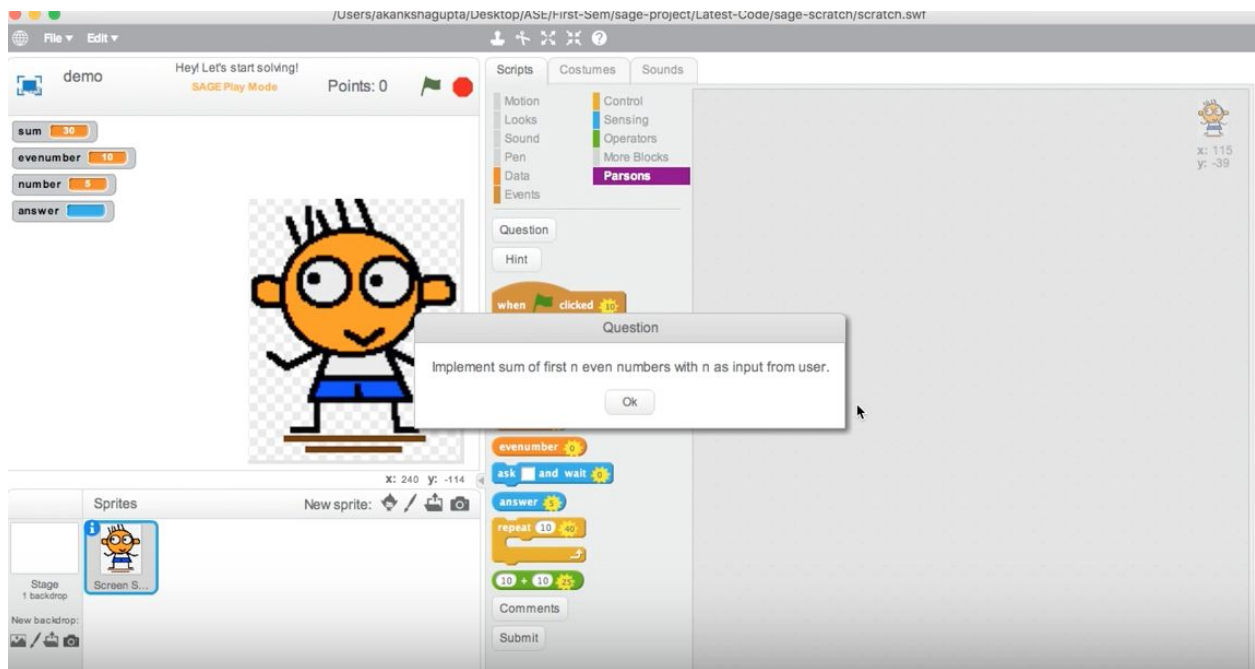 /Users/akankshagupta/Desktop/ASE/First-Sem/sage-project/Latest-Code/sage-scratch/scratch.swf
File Edit
demo
Hey! Let's start solving!
SAGE Play Mode
Points: 0
sum 30
evenumber 10
number 5
answer
Scripts Costumes Sounds
Motion Control
Looks Sensing
Sound Operators
Pen More Blocks
Data Parsons
Events
x: 115
y: -39
Question
Hint
when clicked 10
Question
Implement sum of first n even numbers with n as input from user.
Ok
evenumber 0
ask and wait 0
answer 5
repeat 10 40
10 + 10 25
Comments
Submit
X: 240 y: -114
Sprites New sprite:
Stage
1 backdrop
New backdrop:
Screen S...